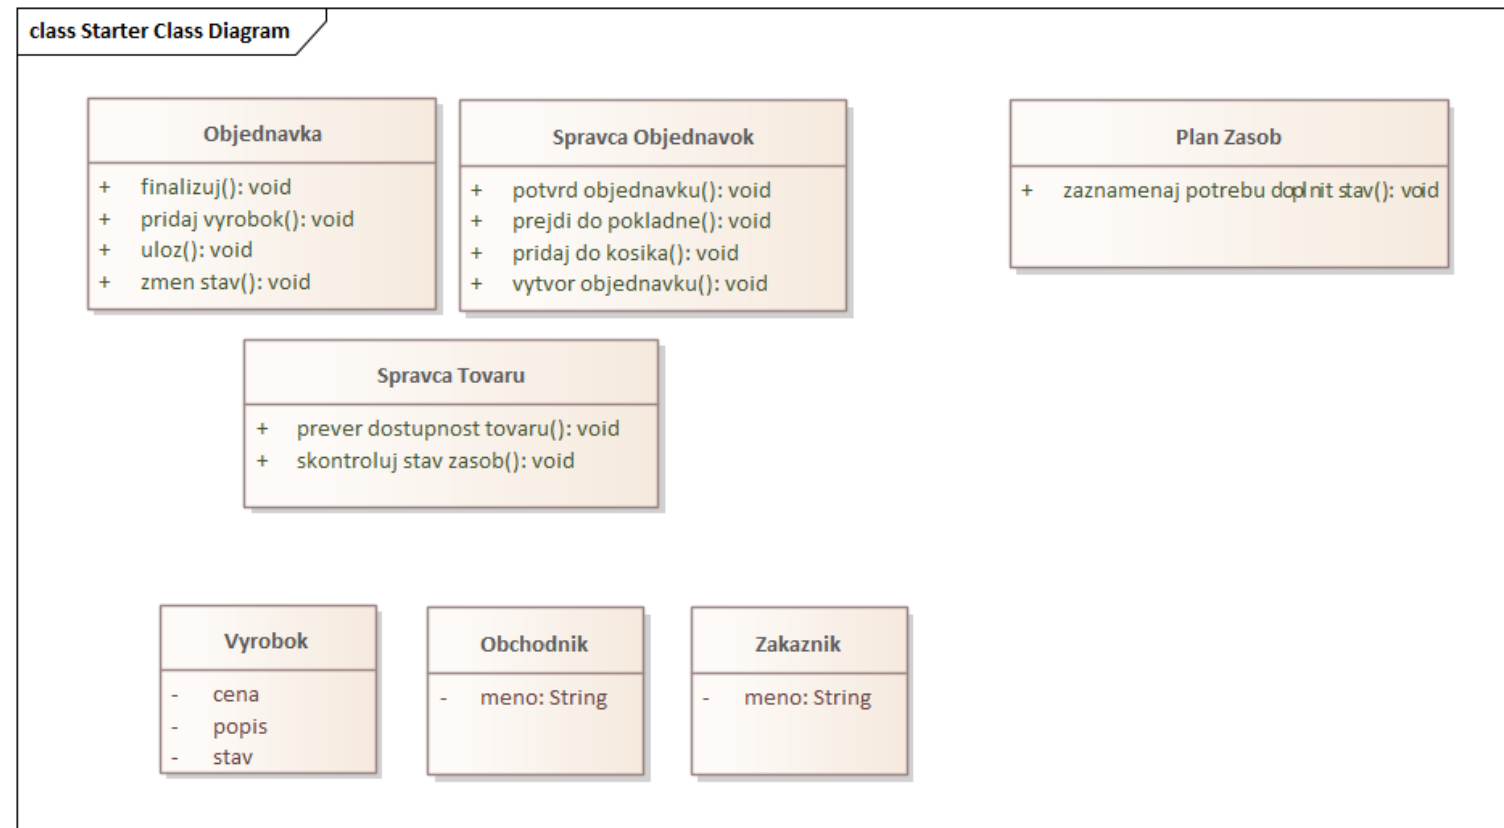 class Starter Class Diagram
Objednavka
+ finalizuj(): void
+ pridaj vyrobok(): void
+ uloz(): void
+ zmen stav(): void
Spravca Objednavok
+ potvrd objednavku(): void
+ prejdi do pokladne(): void
+ pridaj do kosika(): void
+ vytvor objednavku(): void
Plan Zasob
+ zaznamenaj potrebu doplnit stav(): void
Spravca Tovaru
+ prever dostupnost tovaru(): void
+ skontroluj stav zasob(): void
Vyrobok
- cena
- popis
- stav
Obchodnik
- meno: String
Zakaznik
- meno: String